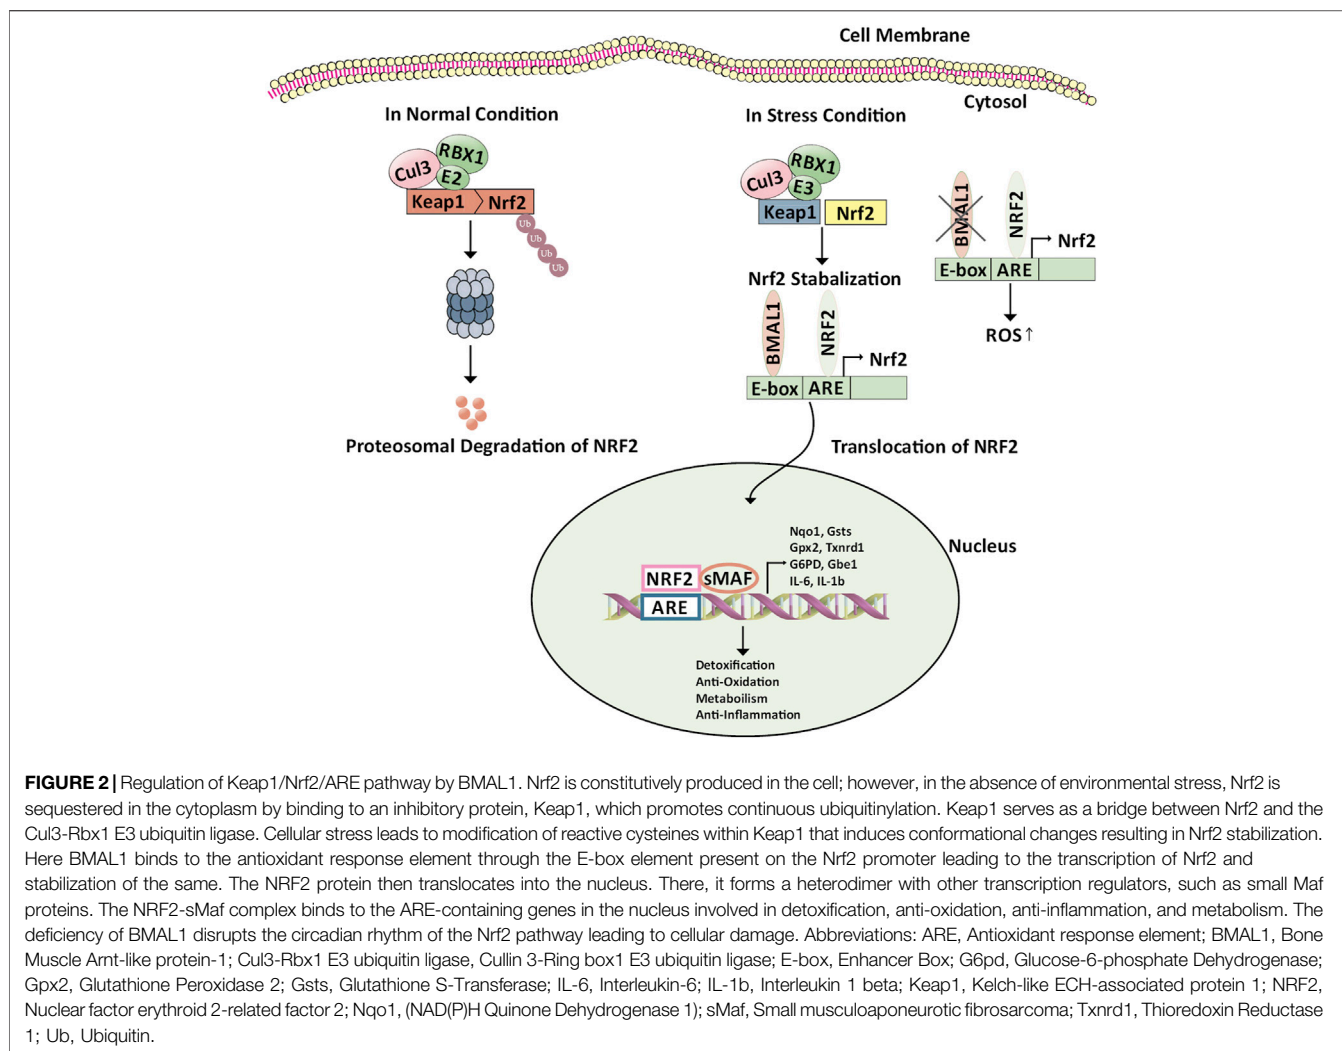 Cell Membrane
Cytosol
In Normal Condition
RBX1
Cul3
E2
Keap1
Nrf2
Ub
Ub
Ub
Ub
Proteosomal Degradation of NRF2
In Stress Condition
RBX1
Cul3
E3
Keap1
Nrf2
Nrf2 Stabalization
BMAL1
NRF2
Nrf2
E-box
ARE
BMAL1
NRF2
Nrf2
E-box
ARE
ROS↑
Translocation of NRF2
Nucleus
Nqo1, Gsts
Gpx2, Txnrd1
G6PD, Gbe1
IL-6, IL-1b
NRF2
sMAF
ARE
Detoxification
Anti-Oxidation
Metaboilism
Anti-Inflammation
FIGURE 2 | Regulation of Keap1/Nrf2/ARE pathway by BMAL1. Nrf2 is constitutively produced in the cell; however, in the absence of environmental stress, Nrf2 is
sequestered in the cytoplasm by binding to an inhibitory protein, Keap1, which promotes continuous ubiquitinylation. Keap1 serves as a bridge between Nrf2 and the
Cul3-Rbx1 E3 ubiquitin ligase. Cellular stress leads to modification of reactive cysteines within Keap1 that induces conformational changes resulting in Nrf2 stabilization.
Here BMAL1 binds to the antioxidant response element through the E-box element present on the Nrf2 promoter leading to the transcription of Nrf2 and
stabilization of the same. The NRF2 protein then translocates into the nucleus. There, it forms a heterodimer with other transcription regulators, such as small Maf
proteins. The NRF2-sMaf complex binds to the ARE-containing genes in the nucleus involved in detoxification, anti-oxidation, anti-inflammation, and metabolism. The
deficiency of BMAL1 disrupts the circadian rhythm of the Nrf2 pathway leading to cellular damage. Abbreviations: ARE, Antioxidant response element; BMAL1, Bone
Muscle Arnt-like protein-1; Cul3-Rbx1 E3 ubiquitin ligase, Cullin 3-Ring box1 E3 ubiquitin ligase; E-box, Enhancer Box; G6pd, Glucose-6-phosphate Dehydrogenase;
Gpx2, Glutathione Peroxidase 2; Gsts, Glutathione S-Transferase; IL-6, Interleukin-6; IL-1b, Interleukin 1 beta; Keap1, Kelch-like ECH-associated protein 1; NRF2,
Nuclear factor erythroid 2-related factor 2; Nqo1, (NAD(P)H Quinone Dehydrogenase 1); sMaf, Small musculoaponeurotic fibrosarcoma; Txnrd1, Thioredoxin Reductase
1; Ub, Ubiquitin.